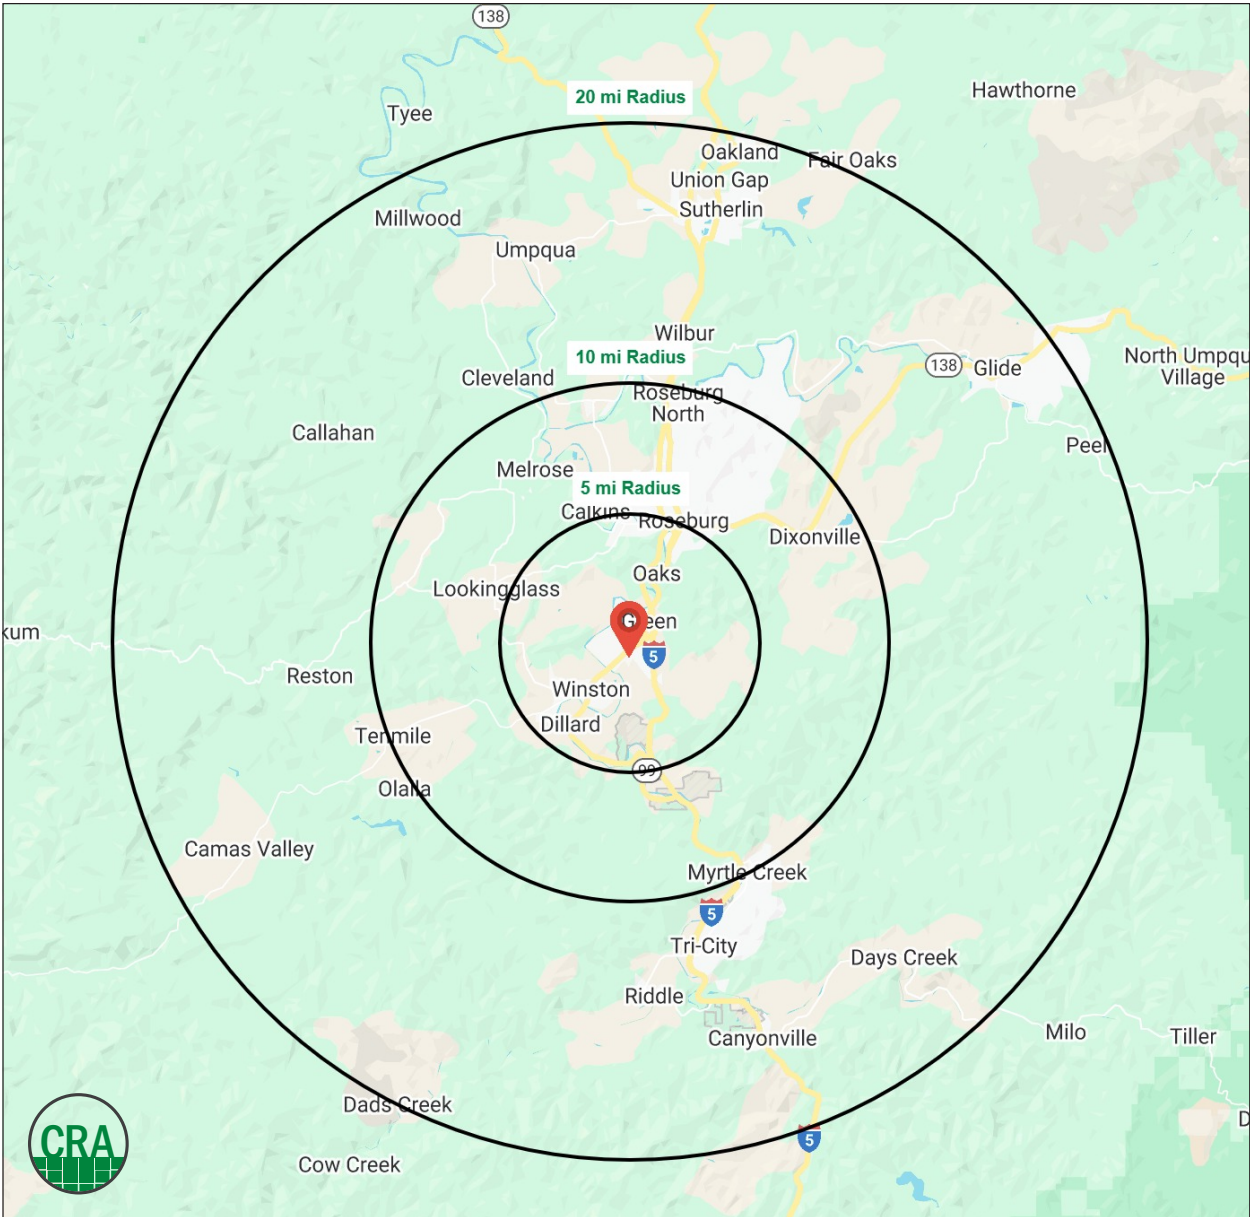 138
20 mi Radius
Hawthorne
Tyee
Oakland
Fair Oaks
Union Gap
Sutherlin
Millwood
Umpqua
Wilbur
10 mi Radius
North Umpqu
Village
138
Glide
Cleveland
Roseburg
North
Callahan
Peel
Melrose
5 mi Radius
Calkins
Roseburg
Dixonville
Oaks
Lookingglass
Green
kum
5
Reston
Winston
Dillard
Tenmile
99
Olalla
Camas Valley
Myrtle Creek
5
Tri-City
Days Creek
Riddle
Canyonville
Milo
Tiller
Dads Creek
D
5
CRA
Cow Creek